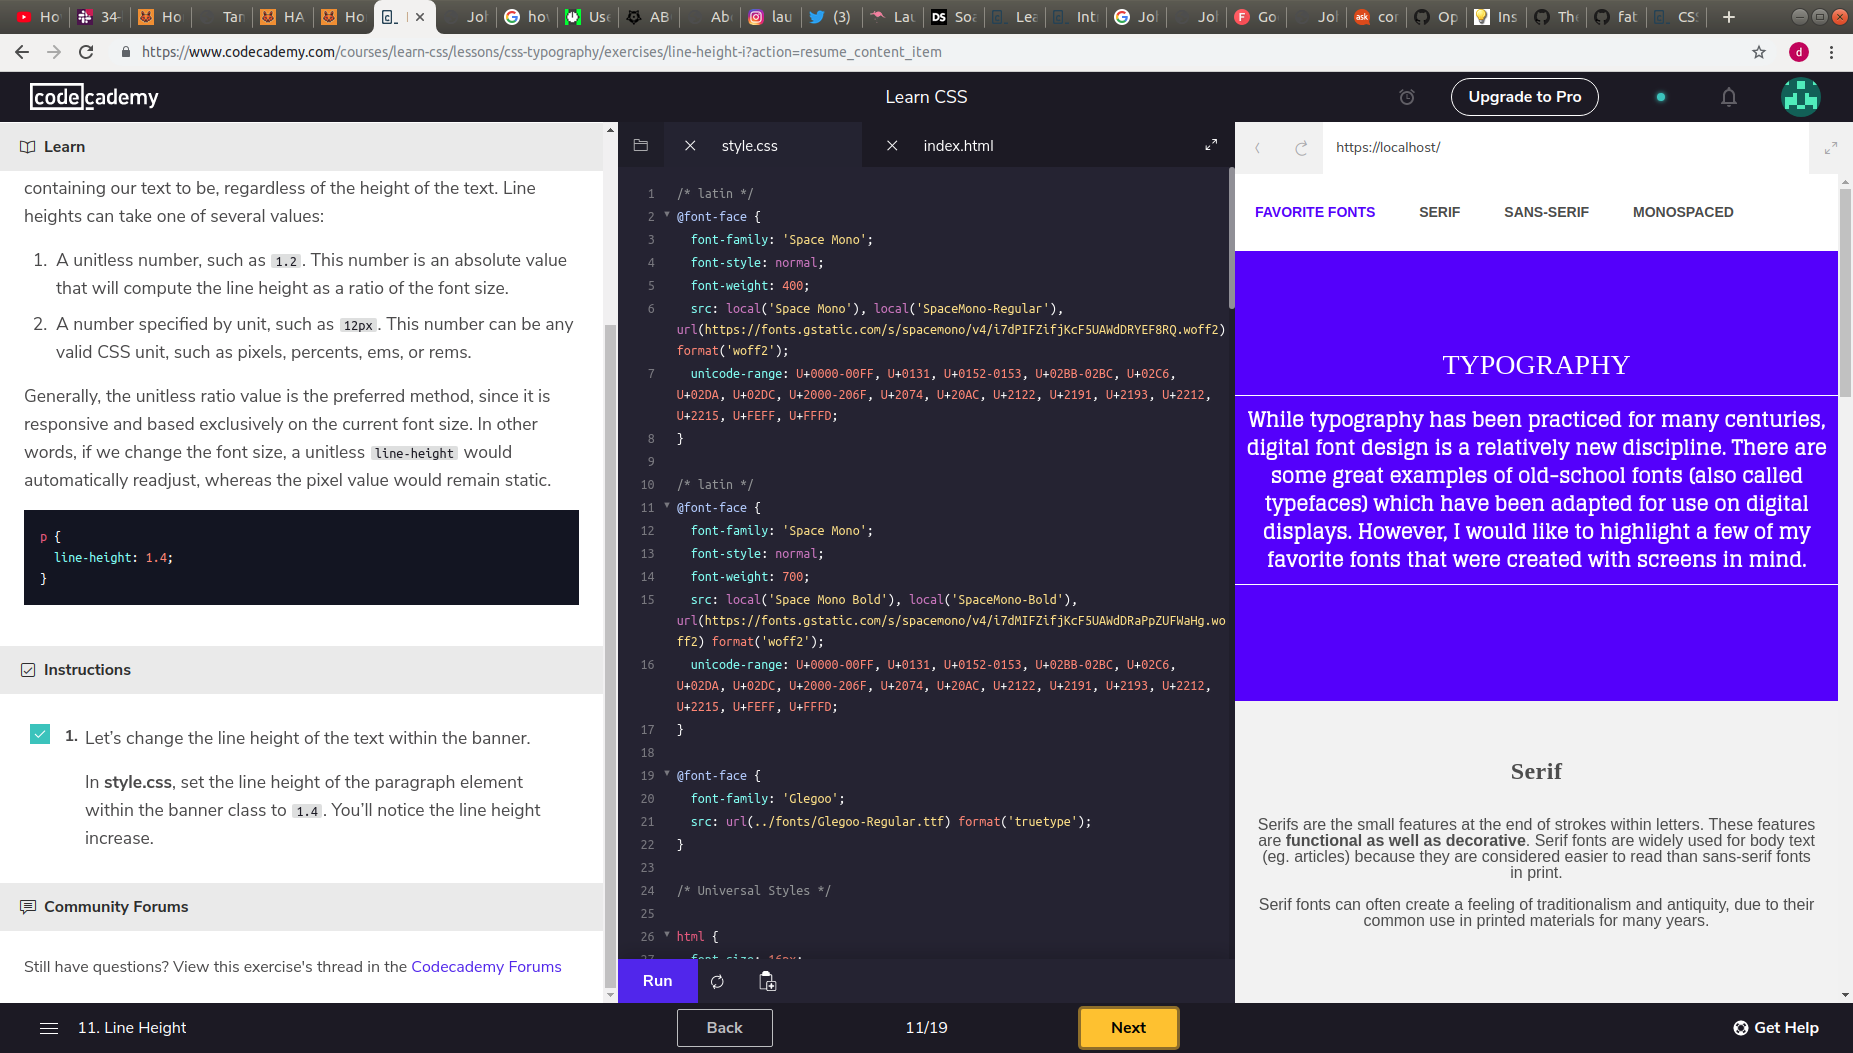 Ho
34-
Ho
Tan
HA
Ho
Joł
hov
Use
AB
Abo
lau
(3)
Lau
DS Soa
Lea
Intr
Joł
Joł
F Go
Joł
ask cor
Op
Ins
The
fat
CSS
https://www.codecademy.com/courses/learn-css/lessons/css-typography/exercises/line-height-i?action=resume_content_item
d
codecademy
Learn CSS
Upgrade to Pro
Learn
containing our text to be, regardless of the height of the text. Line
heights can take one of several values:
1. A unitless number, such as 1.2. This number is an absolute value
that will compute the line height as a ratio of the font size.
2. A number specified by unit, such as 12px. This number can be any
valid CSS unit, such as pixels, percents, ems, or rems.
Generally, the unitless ratio value is the preferred method, since it is
responsive and based exclusively on the current font size. In other
words, if we change the font size, a unitless line-height would
automatically readjust, whereas the pixel value would remain static.
p {
line-height: 1.4;
}
Instructions
1. Let's change the line height of the text within the banner.
In style.css, set the line height of the paragraph element
within the banner class to 1.4. You'll notice the line height
increase.
Community Forums
Still have questions? View this exercise's thread in the Codecademy Forums
style.css
index.html
1 /* latin */
2 @font-face {
3 font-family: 'Space Mono';
4 font-style: normal;
5 font-weight: 400;
6 src: local('Space Mono'), local('SpaceMono-Regular'),
url(https://fonts.gstatic.com/s/spacemono/v4/i7dPIFZifjKcF5UAWdDRYEF8RQ.woff2)
format('woff2');
7 unicode-range: U+0000-00FF, U+0131, U+0152-0153, U+02BB-02BC, U+02C6,
U+02DA, U+02DC, U+2000-206F, U+2074, U+20AC, U+2122, U+2191, U+2193, U+2212,
U+2215, U+FEFF, U+FFFD;
8 }
9
10 /* latin */
11 @font-face {
12 font-family: 'Space Mono';
13 font-style: normal;
14 font-weight: 700;
15 src: local('Space Mono Bold'), local('SpaceMono-Bold'),
url(https://fonts.gstatic.com/s/spacemono/v4/i7dMIFZifjKcF5UAWdDRaPpZUFWaHg.wo
ff2) format('woff2');
16 unicode-range: U+0000-00FF, U+0131, U+0152-0153, U+02BB-02BC, U+02C6,
U+02DA, U+02DC, U+2000-206F, U+2074, U+20AC, U+2122, U+2191, U+2193, U+2212,
U+2215, U+FEFF, U+FFFD;
17 }
18
19 @font-face {
20 font-family: 'Glegoo';
21 src: url(../fonts/Glegoo-Regular.ttf) format('truetype');
22 }
23
24 /* Universal Styles */
25
26 html {
27 font-size: 16px;
Run
https://localhost/
FAVORITE FONTS
SERIF
SANS-SERIF
MONOSPACED
TYPOGRAPHY
While typography has been practiced for many centuries,
digital font design is a relatively new discipline. There are
some great examples of old-school fonts (also called
typefaces) which have been adapted for use on digital
displays. However, I would like to highlight a few of my
favorite fonts that were created with screens in mind.
Serif
Serifs are the small features at the end of strokes within letters. These features
are functional as well as decorative. Serif fonts are widely used for body text
(eg. articles) because they are considered easier to read than sans-serif fonts
in print.
Serif fonts can often create a feeling of traditionalism and antiquity, due to their
common use in printed materials for many years.
11. Line Height
Back
11/19
Next
Get Help